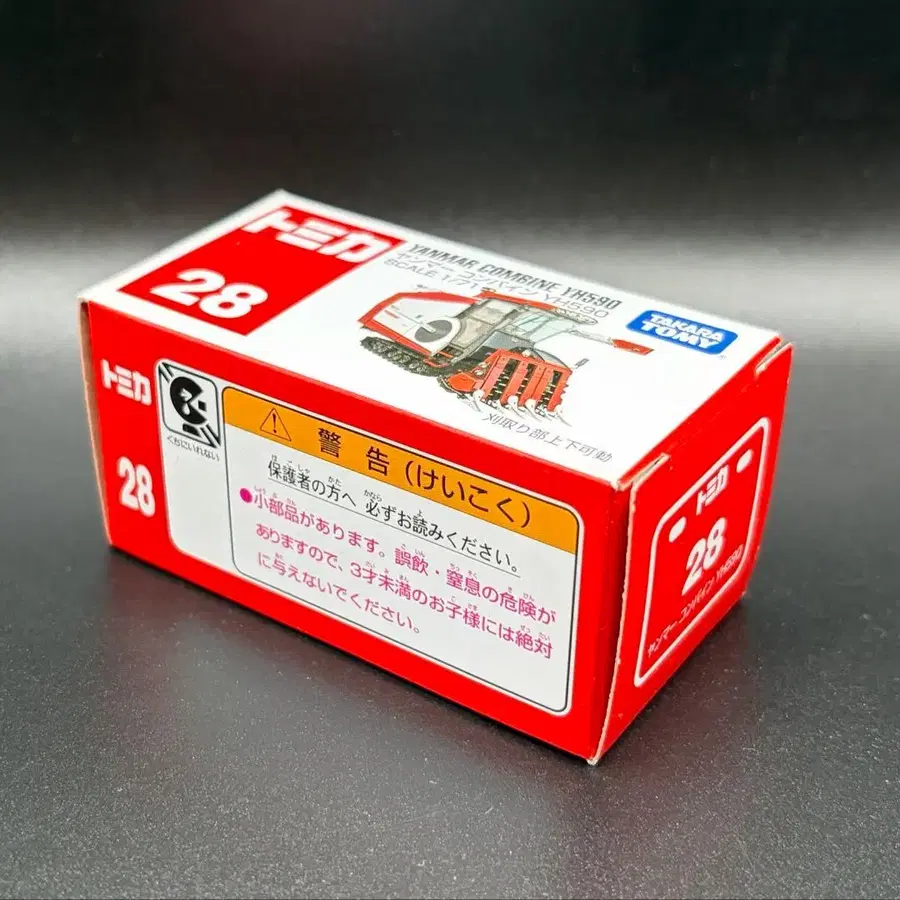 トミカ
28
YANMAR COMBINE YH590
ヤンマー コンバイン YH590
SCALE 1/71
TAKARA
TOMY
刈取り部上下可動
トミカ
28
くちにいれない
警告(けいこく)
保護者の方へ 必ずお読みください。
●小部品があります。誤飲・窒息の危険が
ありますので、3才未満のお子様には絶対
に与えないでください。
トミカ
28
ヤンマー コンバイン YH590